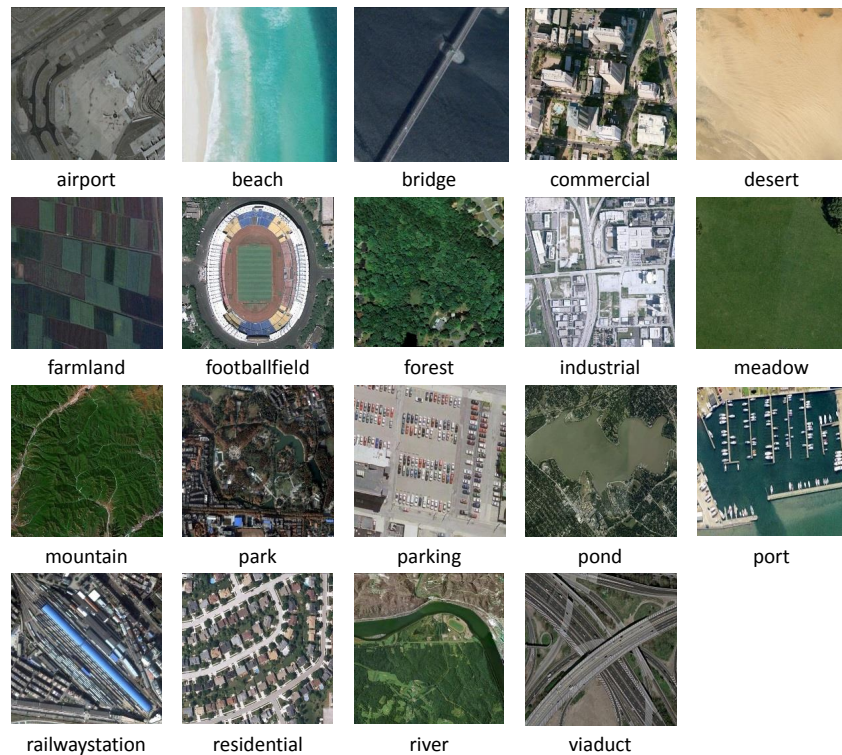 airport
beach
bridge
commercial
desert
farmland
footballfield
forest
industrial
meadow
mountain
park
parking
pond
port
railwaystation
residential
river
viaduct